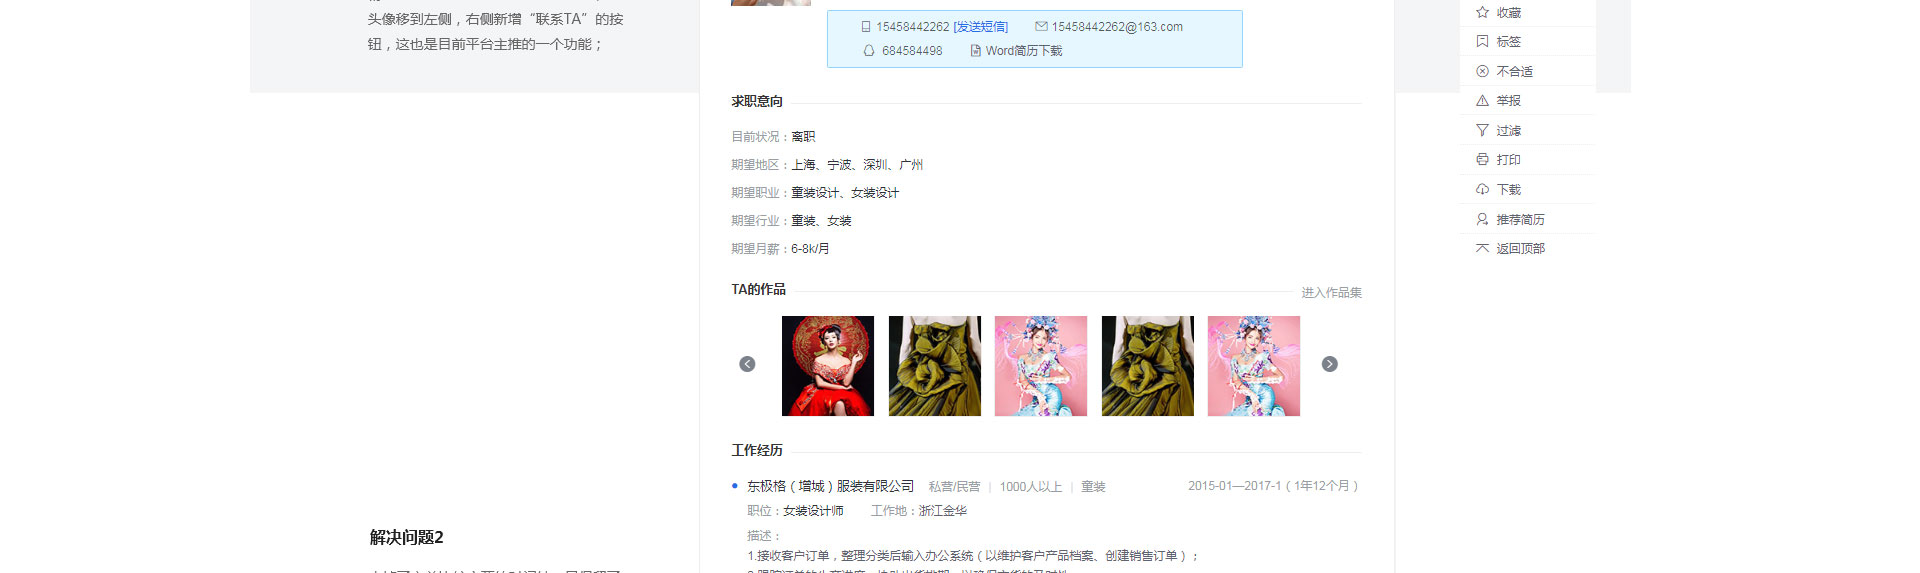 头像移到左侧，右侧新增“联系TA”的按
钮，这也是目前平台主推的一个功能；
15458442262 [发送短信] 15458442262@163.com
684584498 Word简历下载
求职意向
目前状况：离职
期望地区：上海、宁波、深圳、广州
期望职业：童装设计、女装设计
期望行业：童装、女装
期望月薪：6-8k/月
TA的作品 进入作品集
工作经历
东极格（增城）服装有限公司 私营/民营 | 1000人以上 | 童装 2015-01—2017-1（1年12个月）
职位：女装设计师 工作地：浙江金华
描述：
1.接收客户订单，整理分类后输入办公系统（以维护客户产品档案、创建销售订单）；
收藏
标签
不合适
举报
过滤
打印
下载
推荐简历
返回顶部
解决问题2